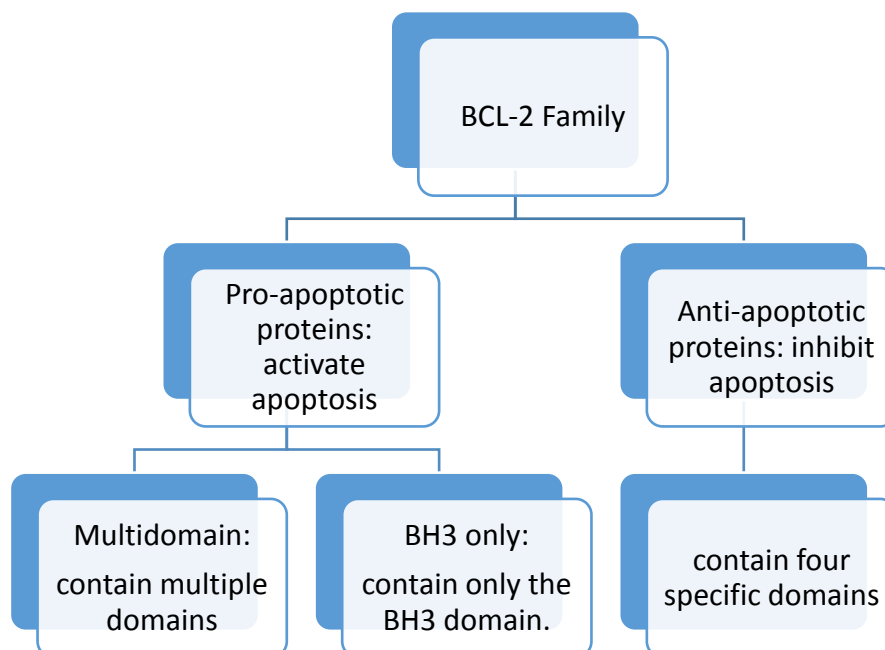 BCL-2 Family
Pro-apoptotic
proteins:
activate
apoptosis
Anti-apoptotic
proteins: inhibit
apoptosis
Multidomain:
contain multiple
domains
BH3 only:
contain only the
BH3 domain.
contain four
specific domains